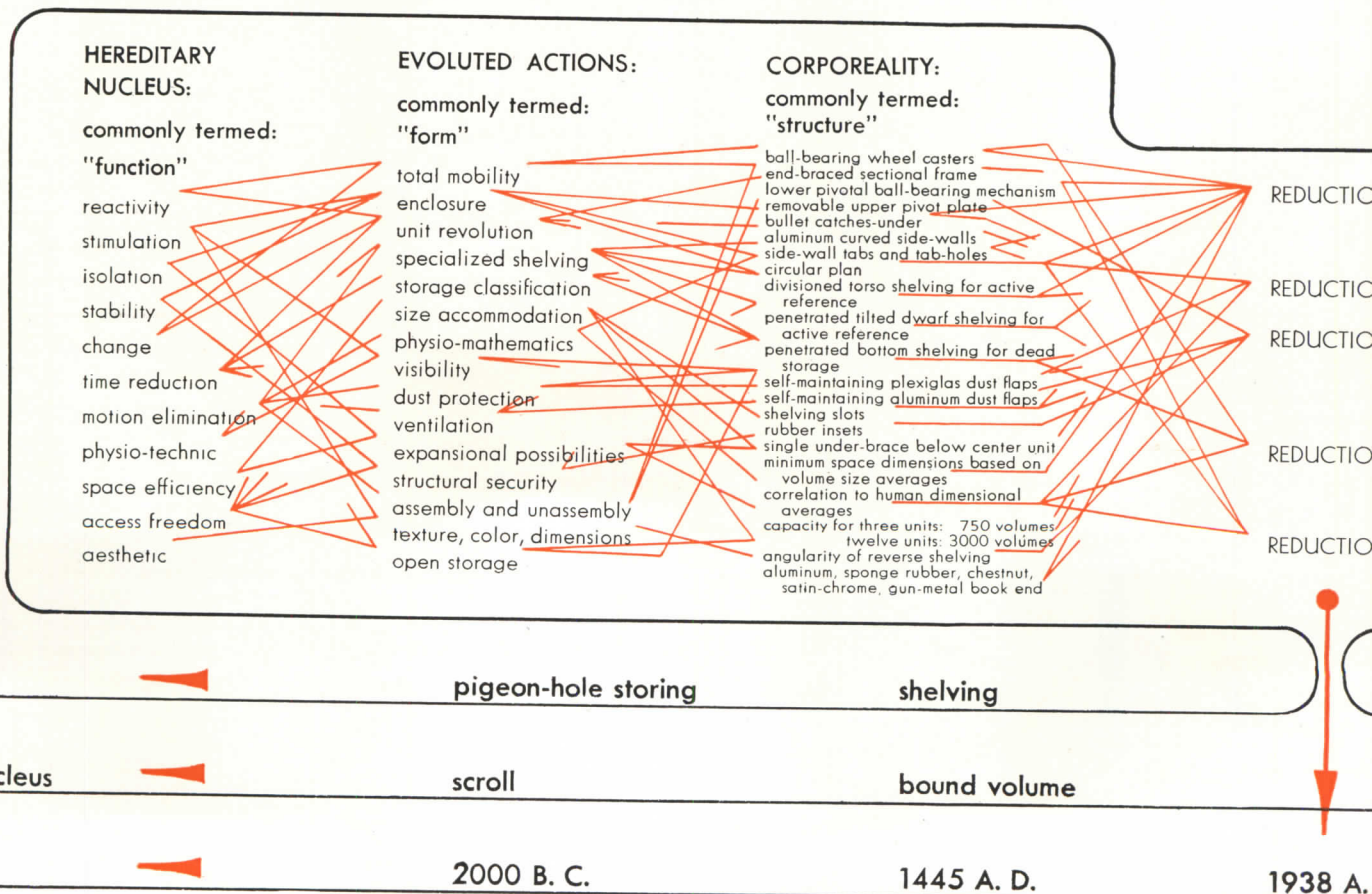 HEREDITARY
NUCLEUS:
commonly termed:
"function"
reactivity
stimulation
isolation
stability
change
time reduction
motion elimination
physio-technic
space efficiency
access freedom
aesthetic
EVOLUTED ACTIONS:
commonly termed:
"form"
total mobility
enclosure
unit revolution
specialized shelving
storage classification
size accommodation
physio-mathematics
visibility
dust protection
ventilation
expansional possibilities
structural security
assembly and unassembly
texture, color, dimensions
open storage
CORPOREALITY:
commonly termed:
"structure"
ball-bearing wheel casters
end-braced sectional frame
lower pivotal ball-bearing mechanism
removable upper pivot plate
bullet catches-under
aluminum curved side-walls
side-wall tabs and tab-holes
circular plan
divisioned torso shelving for active
reference
penetrated tilted dwarf shelving for
active reference
penetrated bottom shelving for dead
storage
self-maintaining plexiglas dust flaps
self-maintaining aluminum dust flaps
shelving slots
rubber insets
single under-brace below center unit
minimum space dimensions based on
volume size averages
correlation to human dimensional
averages
capacity for three units: 750 volumes
twelve units: 3000 volumes
angularity of reverse shelving
aluminum, sponge rubber, chestnut,
satin-chrome, gun-metal book end
REDUCTIO
REDUCTIO
REDUCTIO
REDUCTIO
REDUCTIO
pigeon-hole storing shelving
cleus scroll bound volume
2000 B. C. 1445 A. D. 1938 A.